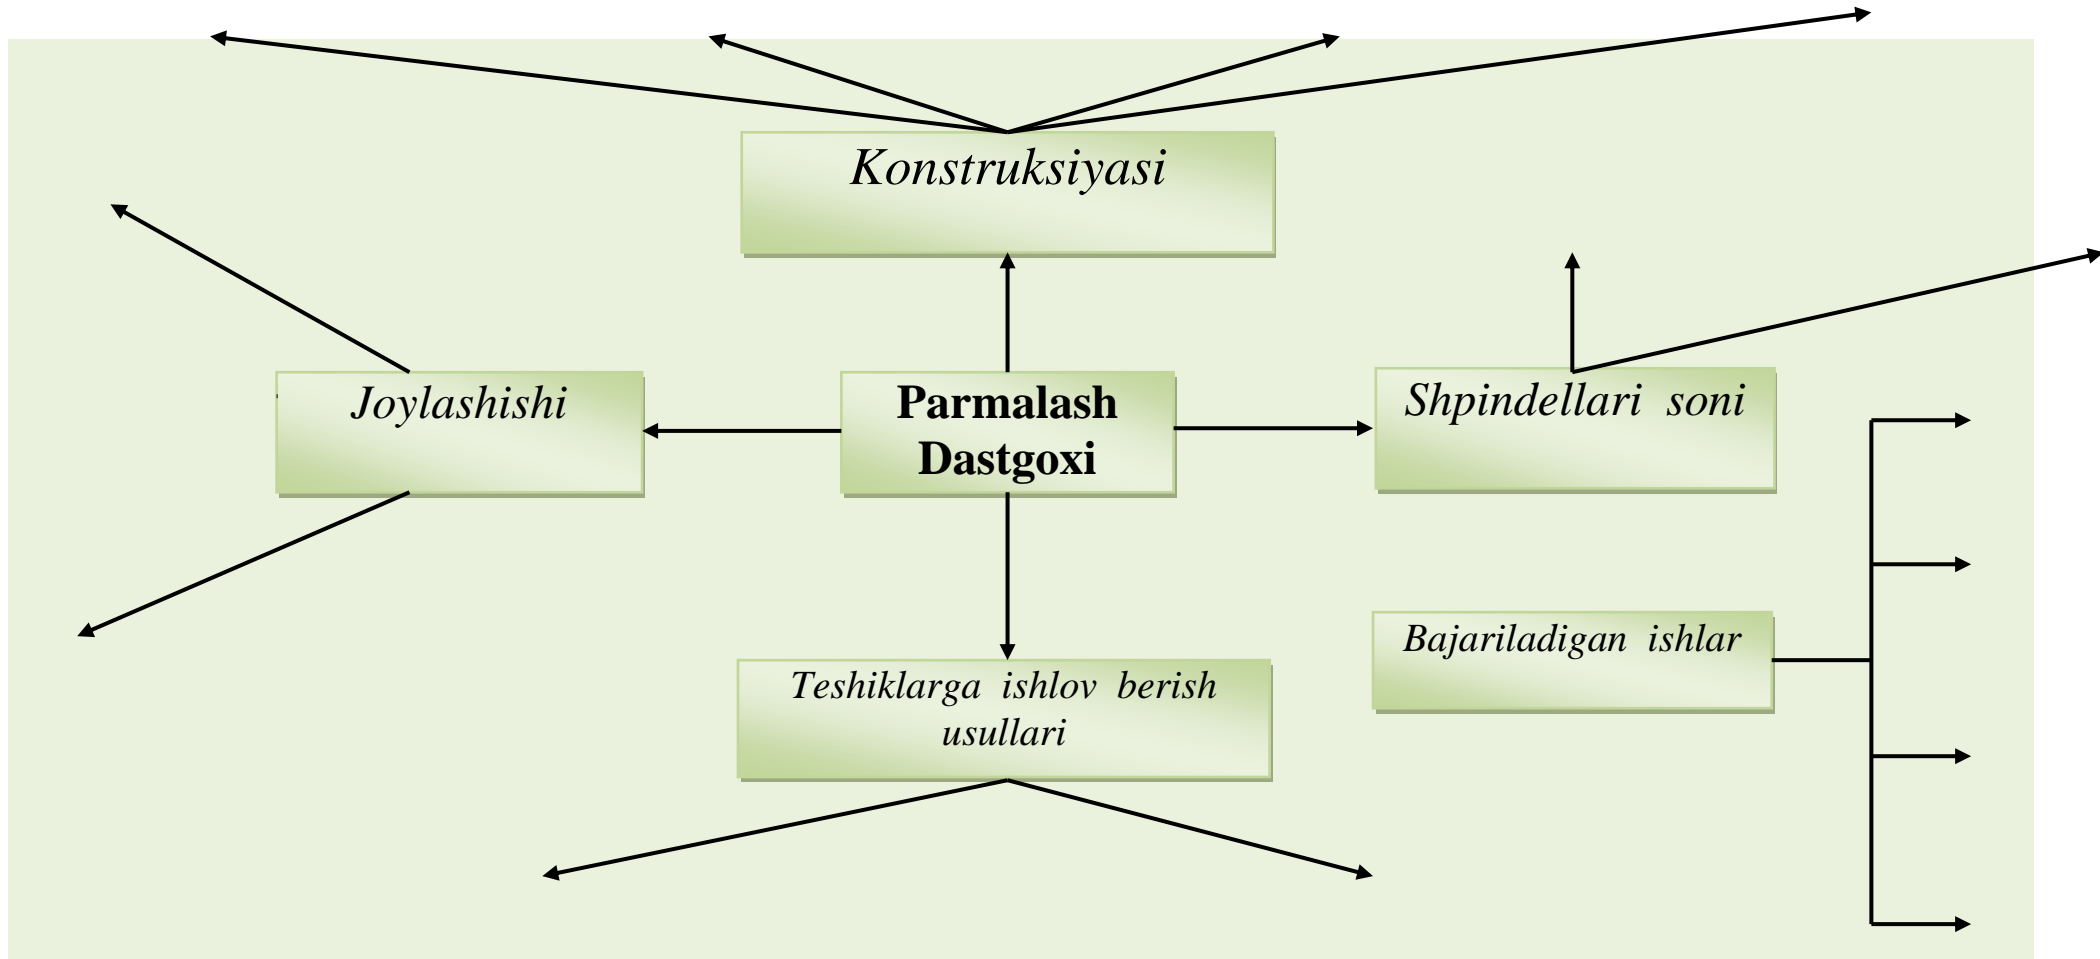 Konstruksiyasi
Joylashishi
Parmalash
Dastgoxi
Shpindellari soni
Bajariladigan ishlar
Teshiklarga ishlov berish
usullari